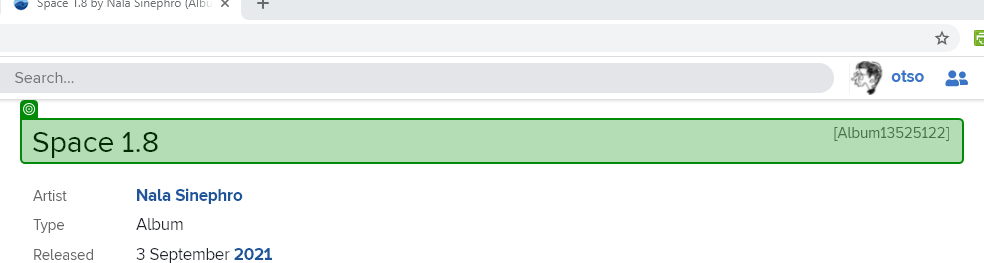 Space 1.8 by Nala Sinephro (Albu
Search...
otso
Space 1.8
[Album13525122]
Artist Nala Sinephro
Type Album
Released 3 September 2021